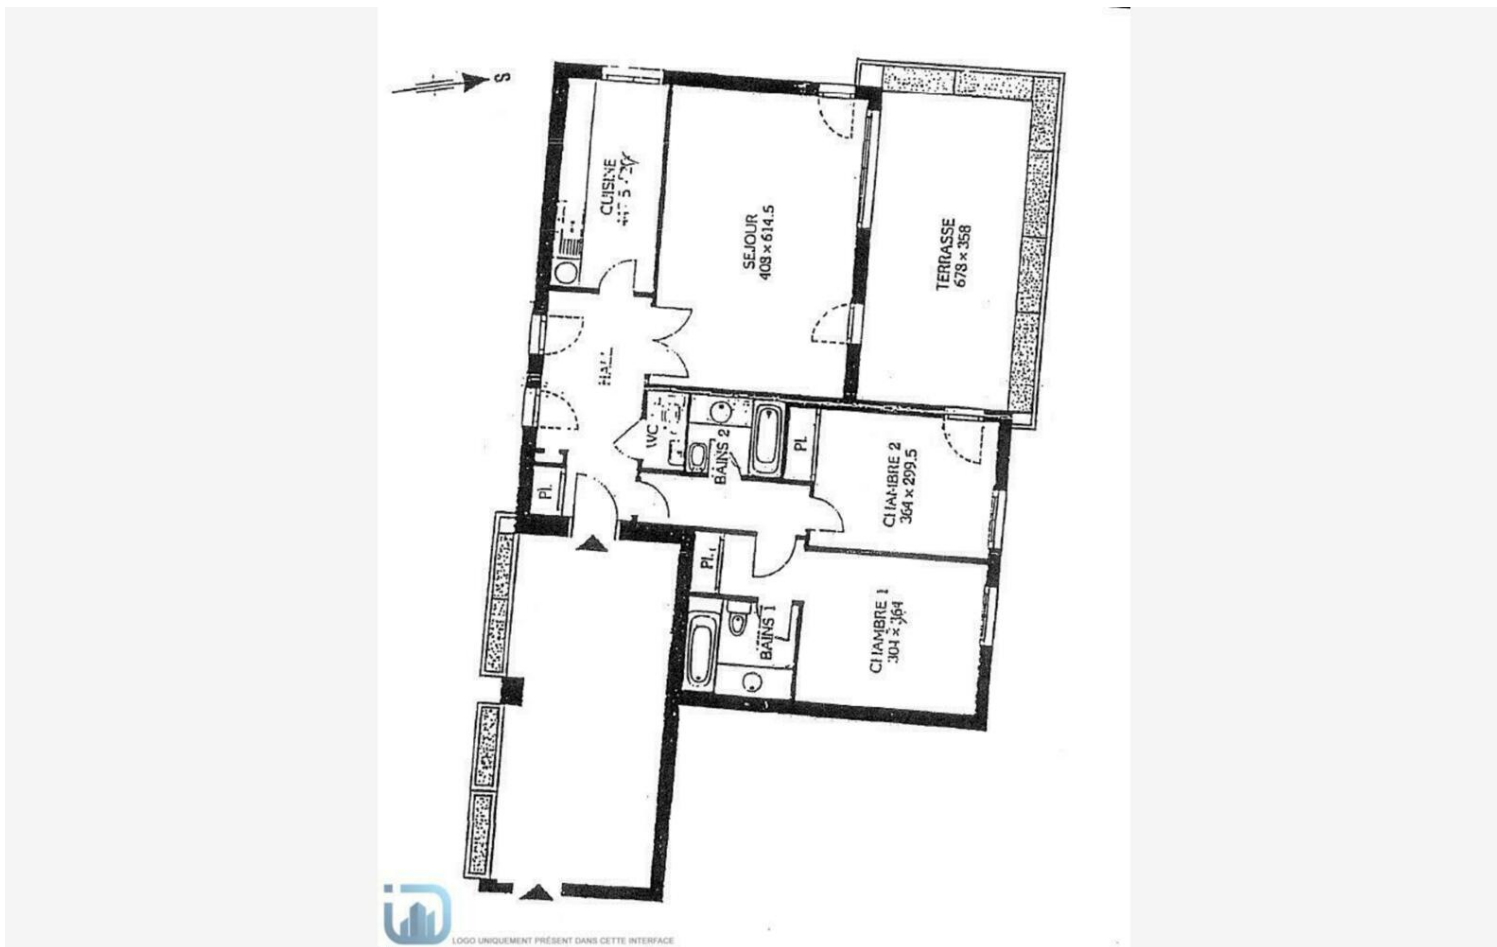 S
CUISINE
SEJOUR
408 x 614.5
TERRASSE
678 x 358
HALL
WC
BAINS 2
PL.
CHAMBRE 2
364 x 299.5
PL.
PL.
BAINS 1
CHAMBRE 1
304 x 364
LOGO UNIQUEMENT PRÉSENT DANS CETTE INTERFACE